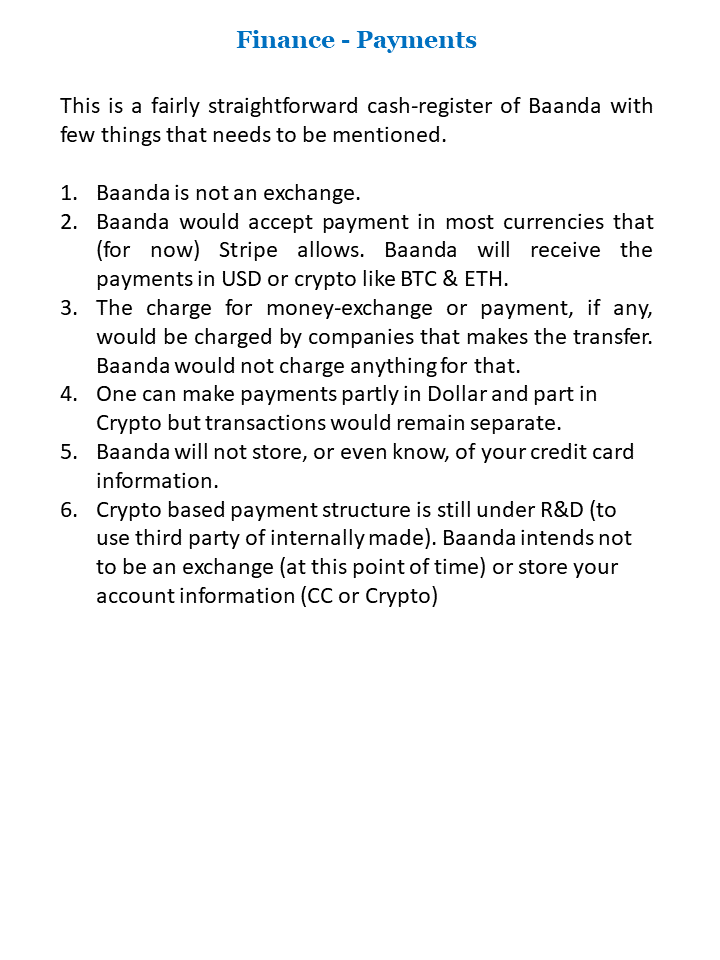 Finance - Payments
This is a fairly straightforward cash-register of Baanda with
few things that needs to be mentioned.
1. Baanda is not an exchange.
2. Baanda would accept payment in most currencies that
(for now) Stripe allows. Baanda will receive the
payments in USD or crypto like BTC & ETH.
3. The charge for money-exchange or payment, if any,
would be charged by companies that makes the transfer.
Baanda would not charge anything for that.
4. One can make payments partly in Dollar and part in
Crypto but transactions would remain separate.
5. Baanda will not store, or even know, of your credit card
information.
6. Crypto based payment structure is still under R&D (to
use third party of internally made). Baanda intends not
to be an exchange (at this point of time) or store your
account information (CC or Crypto)